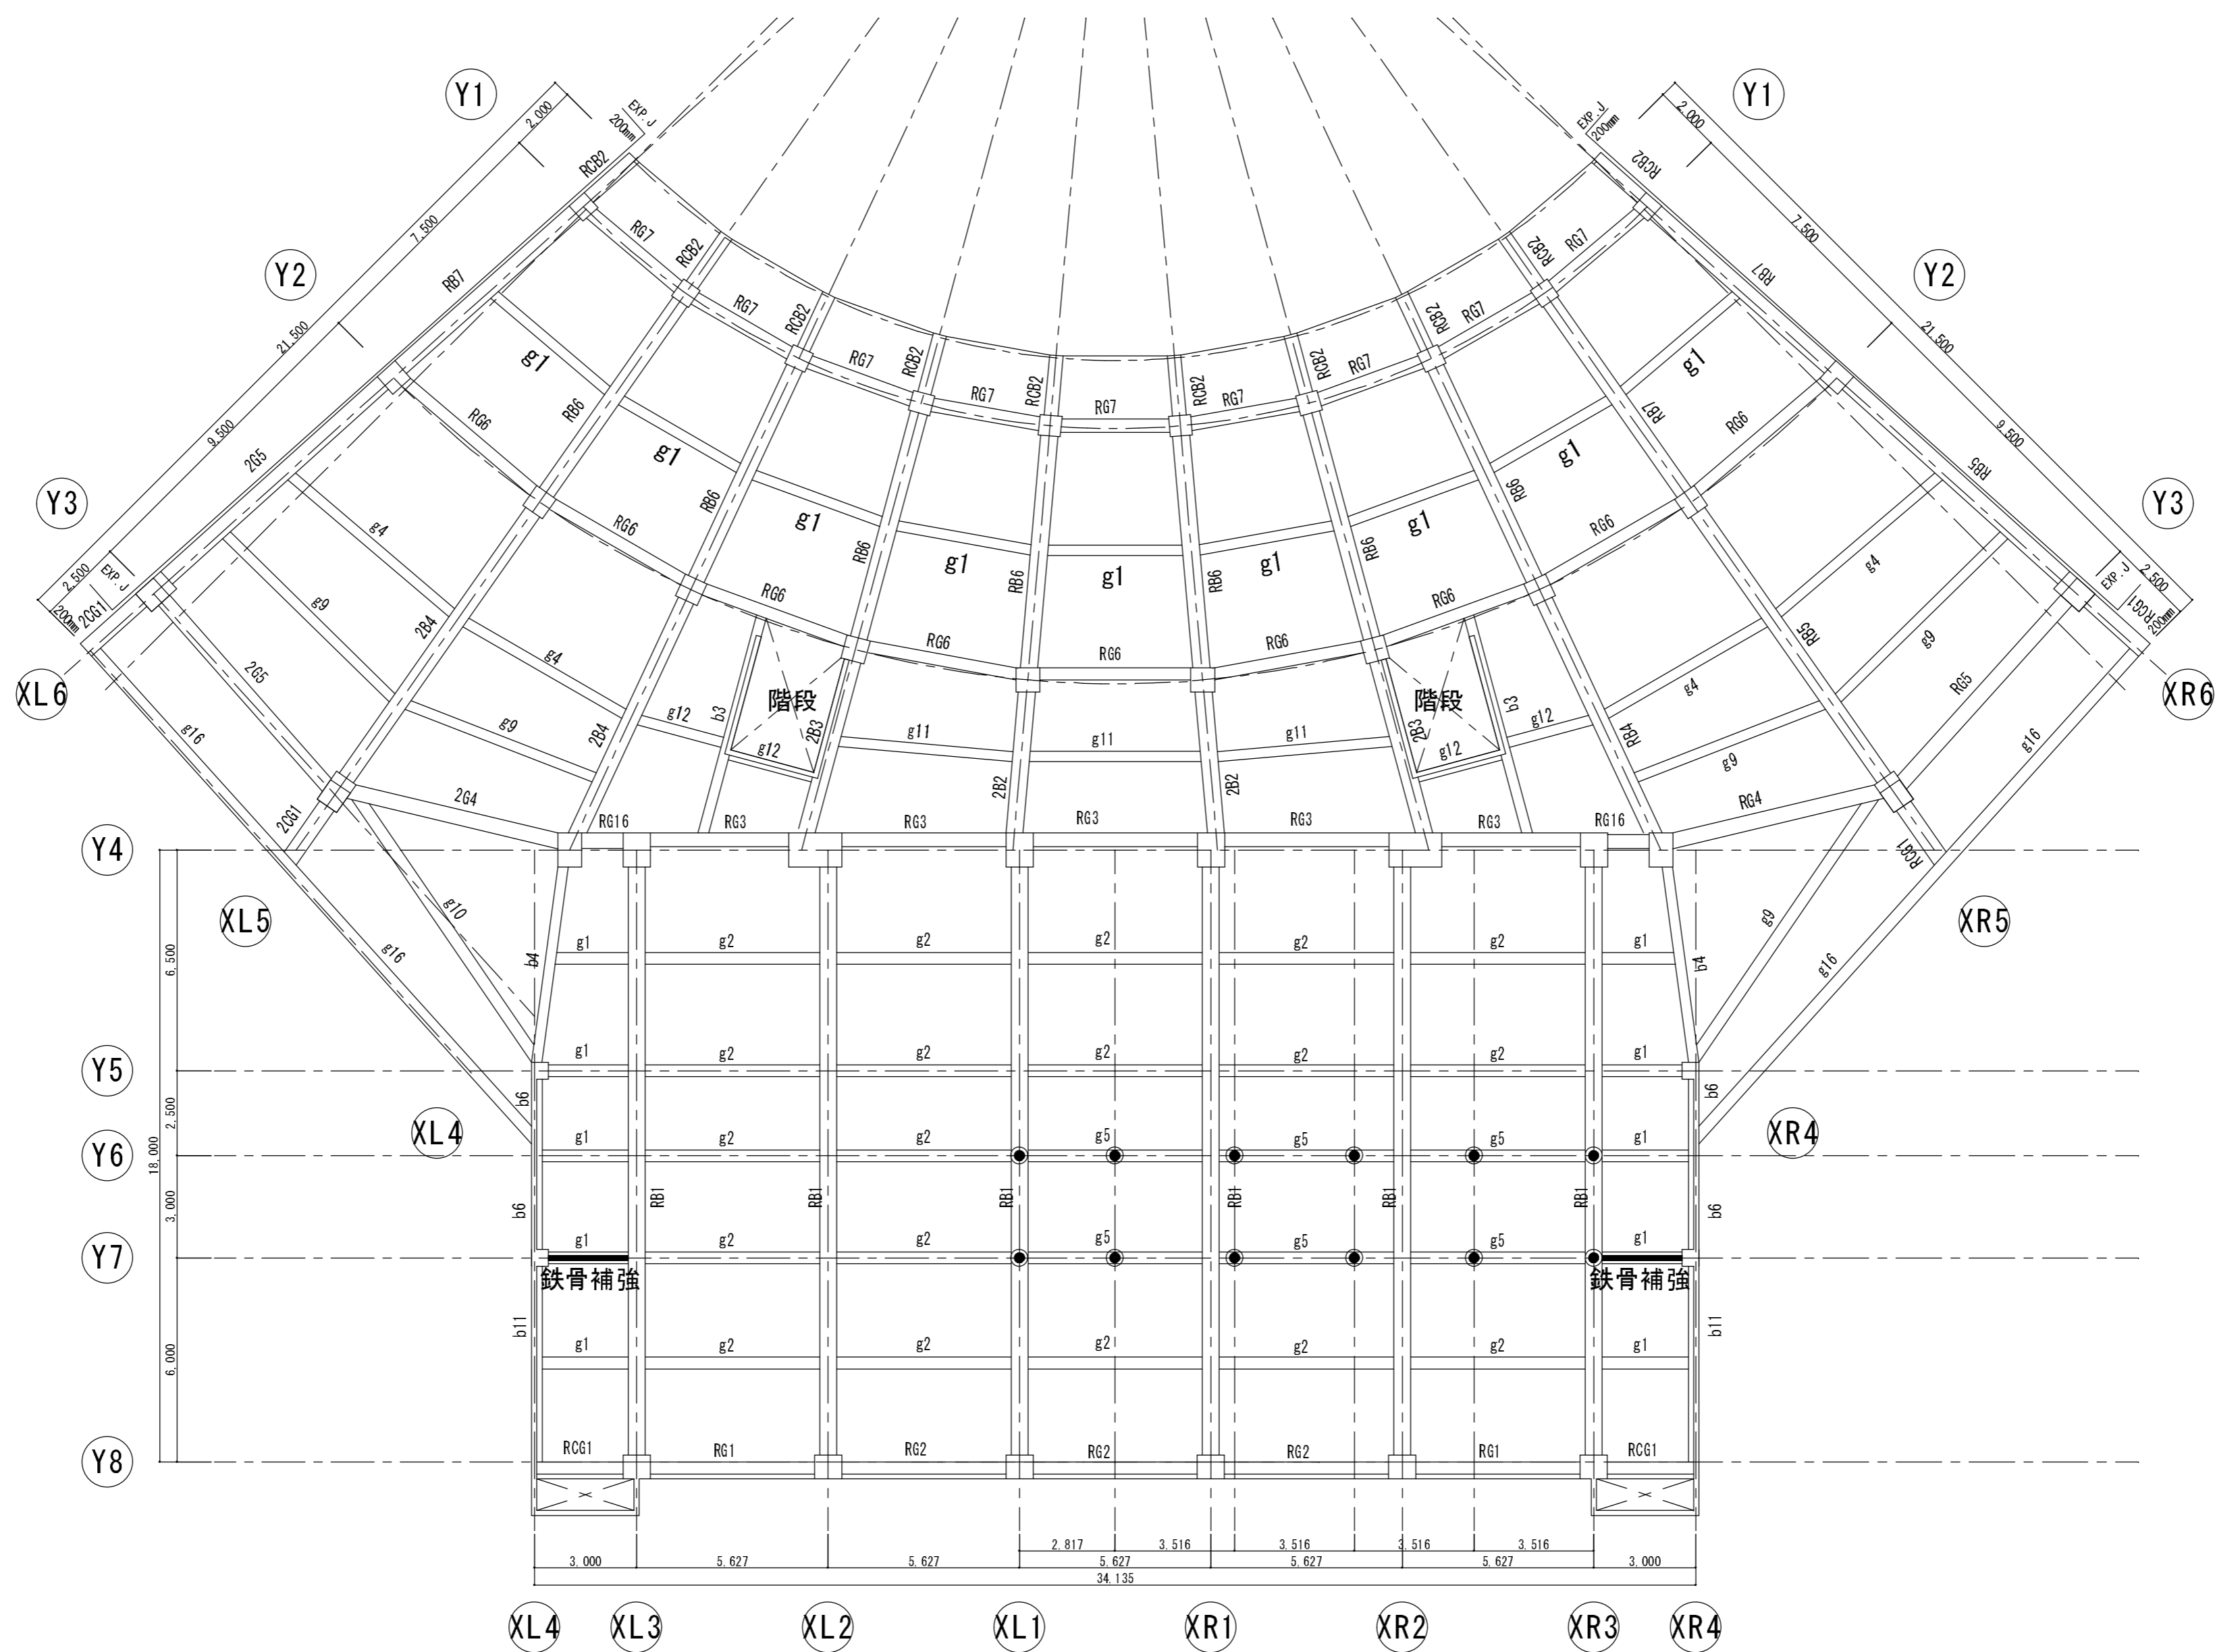 Y1
Y1
2,000
EXP.J
200mm
EXP.J
200mm
2,000
RCB2
RCB2
7,500
7,500
RG7
RCB2
RCB2
RG7
Y2
Y2
RB7
RB7
21,500
21,500
RG7
RCB2
RCB2
RG7
g1
g1
RG7
RCB2
RCB2
RG7
RG7
RCB2
RG7
RCB2
RG7
RB6
RB7
9,500
9,500
RG6
RG6
2G5
RB5
g1
g1
Y3
Y3
RB6
RB6
g4
g4
RG6
g1
g1
RG6
RB6
RB6
g1
RB6
g1
RB6
g1
2,500
200mm
EXP.J
2CG1
EXP.J
RCG1
2,500
200mm
g9
g9
2B4
RB5
RG6
RG6
RG6
RG6
RG6
g4
g4
2G5
RG5
XL6
XR6
階段
階段
g12
b3
2B3
2B3
b3
g12
g16
g16
g9
g9
2B4
RB4
g11
g11
g11
g12
g12
2B2
2B2
2G4
RG4
2CG1
RCG1
RG16
RG3
RG3
RG3
RG3
RG3
RG16
Y4
XL5
XR5
g10
g9
g16
g16
6,500
b4
g1
g2
g2
g2
g2
g2
g1
b4
Y5
g1
g2
g2
g2
g2
g2
g1
b6
b6
2,500
XL4
XR4
Y6
18,000
g1
g2
g2
g5
g5
g5
g1
3,000
b6
RB1
RB1
RB1
RB1
RB1
RB1
b6
Y7
g1
g2
g2
g5
g5
g5
g1
鉄骨補強
鉄骨補強
b11
b11
6,000
g1
g2
g2
g2
g2
g2
g1
Y8
RCG1
RG1
RG2
RG2
RG2
RG1
RCG1
2,817
3,516
3,516
3,516
3,516
3,000
5,627
5,627
5,627
5,627
5,627
3,000
34,135
XL4
XL3
XL2
XL1
XR1
XR2
XR3
XR4